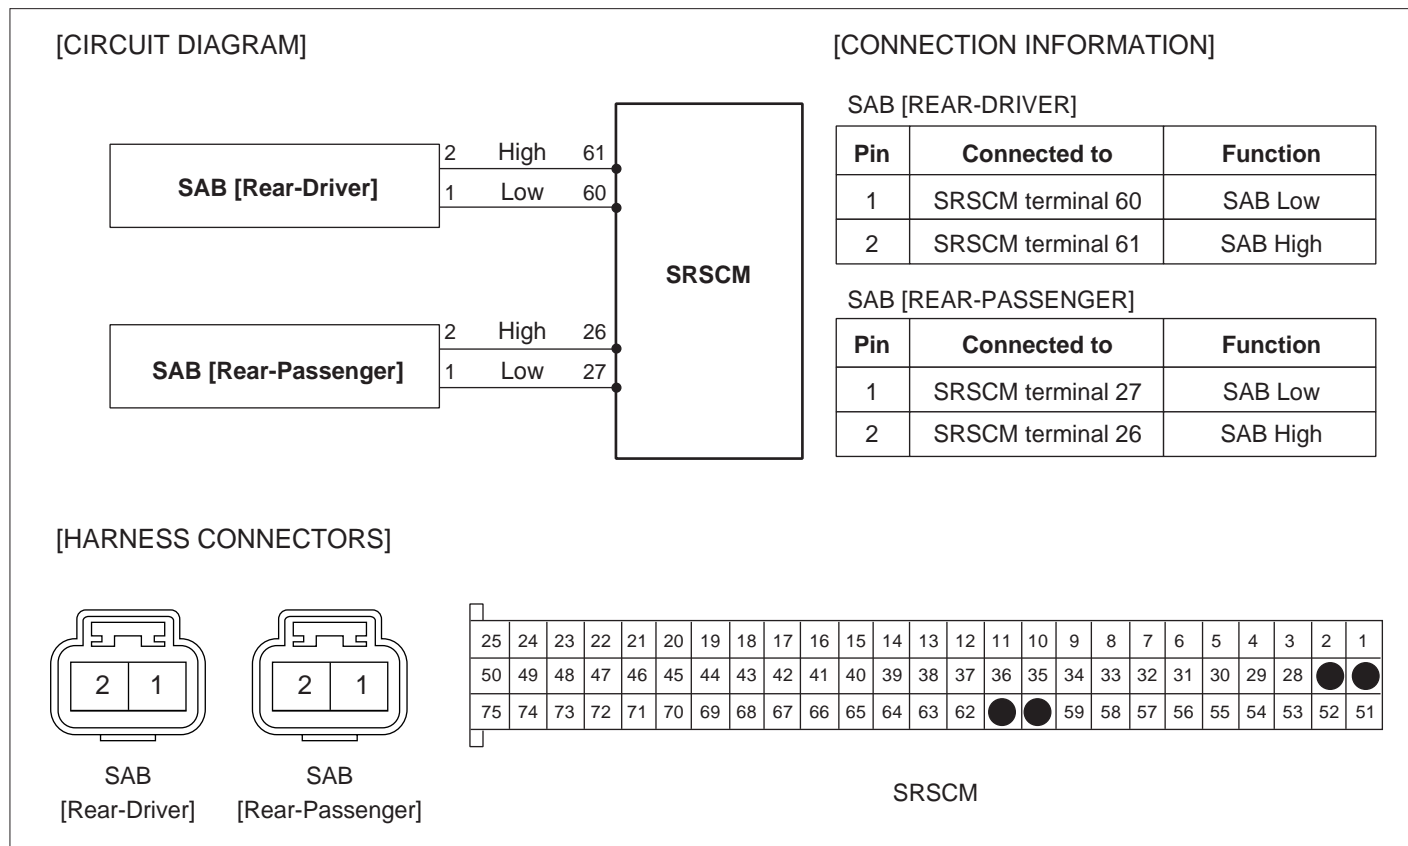 [CIRCUIT DIAGRAM]
SAB [Rear-Driver]
2 High 61
1 Low 60
SAB [Rear-Passenger]
2 High 26
1 Low 27
SRSCM
[CONNECTION INFORMATION]
SAB [REAR-DRIVER]
Pin Connected to Function
1 SRSCM terminal 60 SAB Low
2 SRSCM terminal 61 SAB High
SAB [REAR-PASSENGER]
Pin Connected to Function
1 SRSCM terminal 27 SAB Low
2 SRSCM terminal 26 SAB High
[HARNESS CONNECTORS]
2 1
SAB
[Rear-Driver]
2 1
SAB
[Rear-Passenger]
25 24 23 22 21 20 19 18 17 16 15 14 13 12 11 10 9 8 7 6 5 4 3 2 1
50 49 48 47 46 45 44 43 42 41 40 39 38 37 36 35 34 33 32 31 30 29 28
75 74 73 72 71 70 69 68 67 66 65 64 63 62 59 58 57 56 55 54 53 52 51
SRSCM